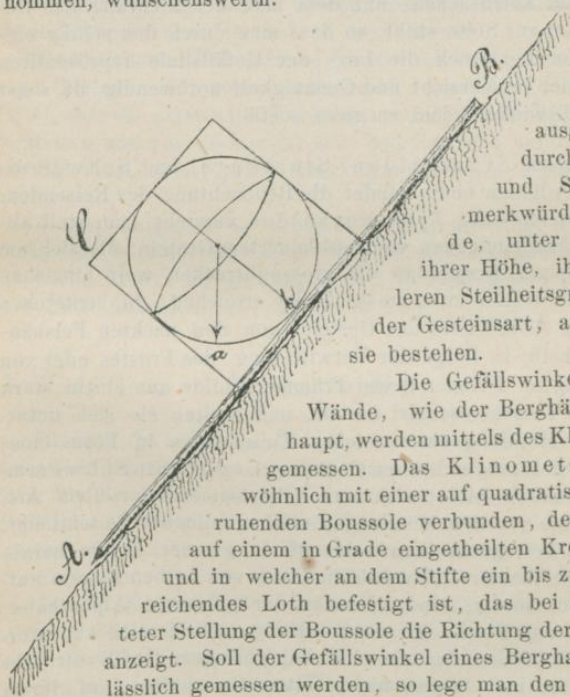 nommen, wünschenswerth.
B.
C
a
b
A.
ausg
durch
und S
merkwürd
de, unter
ihrer Höhe, ih
leren Steilheitsgr
der Gesteinsart, a
sie bestehen.
Die Gefällswinke
Wände, wie der Berghä
haupt, werden mittels des Kl
gemessen. Das Klinomet
wöhnlich mit einer auf quadratis
ruhenden Boussole verbunden, de
auf einem in Grade eingetheilten Kre
und in welcher an dem Stifte ein bis z
reichendes Loth befestigt ist, das bei
teter Stellung der Boussole die Richtung der
anzeigt. Soll der Gefällswinkel eines Bergha
lässlich gemessen werden, so lege man den